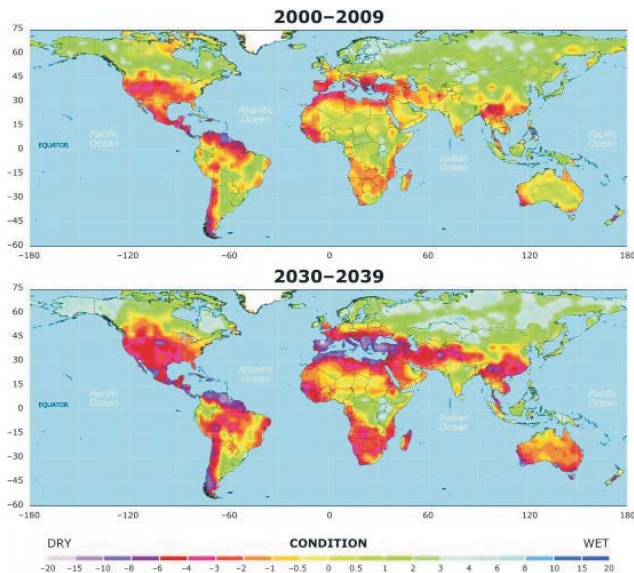 2000–2009
75
60
45
30
15
0
−15
−30
−45
−60
EQUATOR
Pacific Ocean
Atlantic Ocean
Indian Ocean
Pacific Ocean
−180 −120 −60 0 60 120 180
2030–2039
75
60
45
30
15
0
−15
−30
−45
−60
EQUATOR
Pacific Ocean
Atlantic Ocean
Indian Ocean
Pacific Ocean
−180 −120 −60 0 60 120 180
DRY CONDITION WET
−20 −15 −10 −8 −6 −4 −3 −2 −1 −0.5 0 0.5 1 2 3 4 6 8 10 15 20